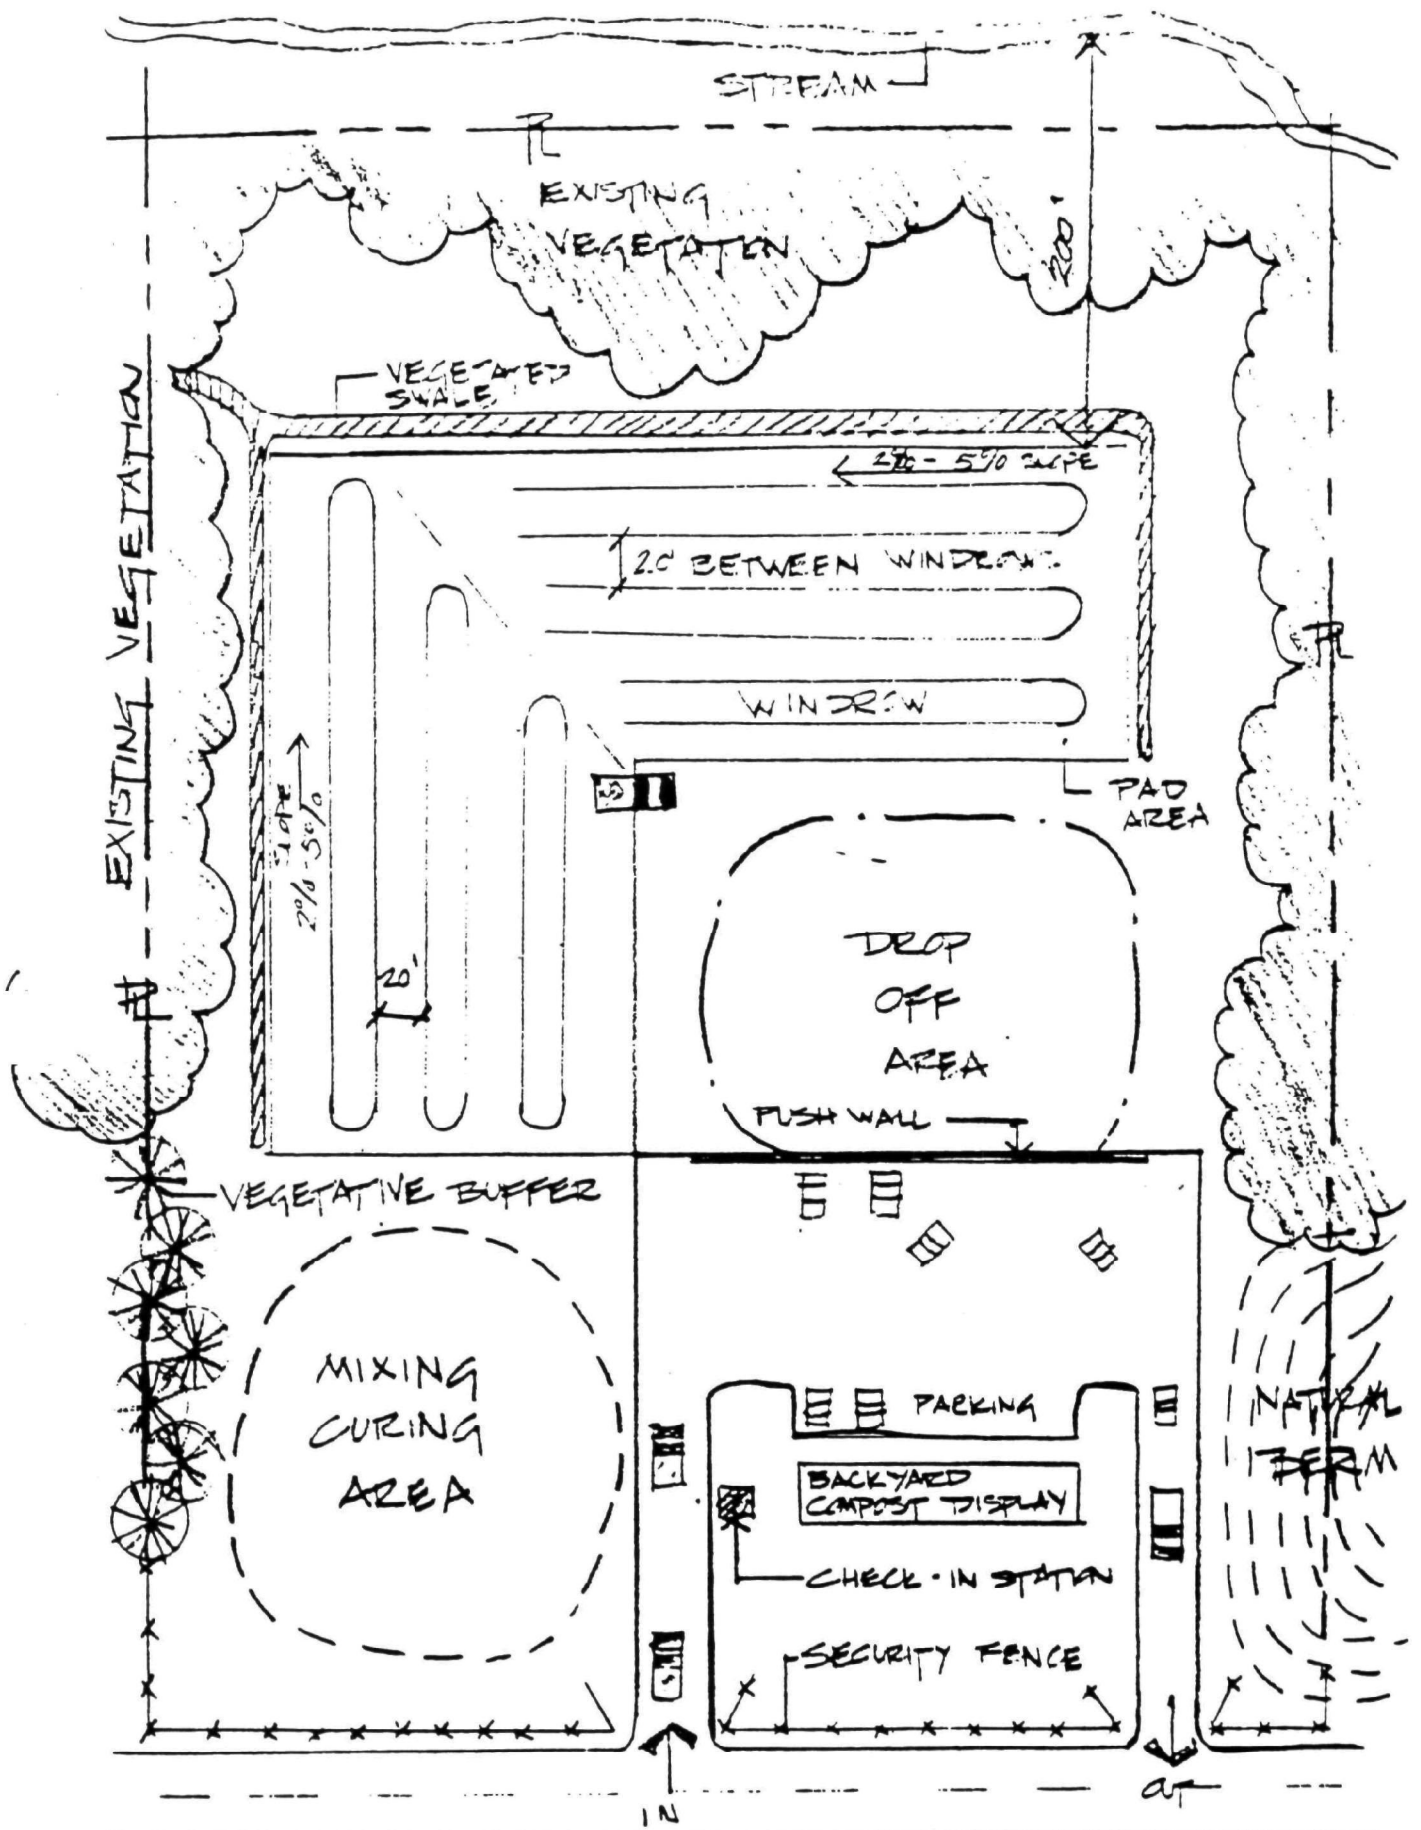 STREAM
PL
EXISTING
VEGETATION
200'
VEGETATED
SWALE
2% - 5% SLOPE
20' BETWEEN WINDROWS
WINDROW
EXISTING VEGETATION
PL
SLOPE
2% - 5%
PAD
AREA
20'
DROP
OFF
AREA
PL
PUSH WALL
VEGETATIVE BUFFER
MIXING
CURING
AREA
PARKING
BACKYARD
COMPOST DISPLAY
NATURAL
BERM
CHECK-IN STATION
SECURITY FENCE
IN
OUT